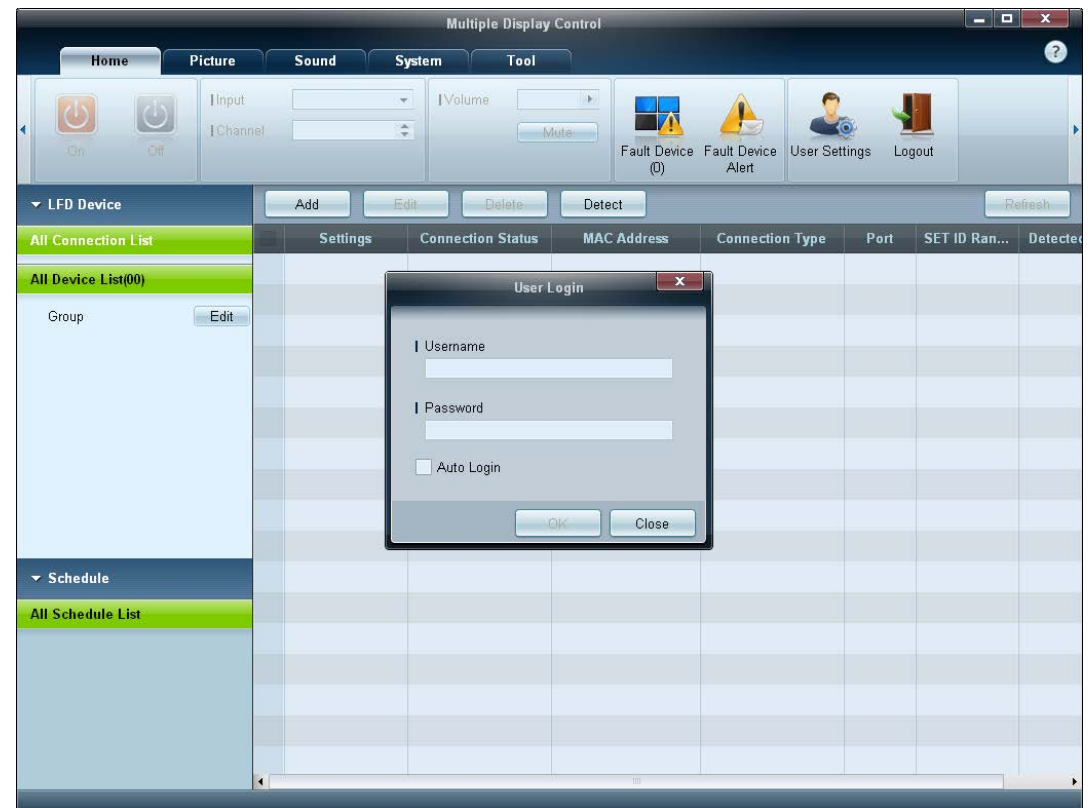 Multiple Display Control
Home Picture Sound System Tool
?
Input
Channel
Volume
Mute
On Off
Fault Device (0)
Fault Device Alert
User Settings
Logout
LFD Device
Add Edit Delete Detect Refresh
All Connection List
Settings Connection Status MAC Address Connection Type Port SET ID Ran... Detected
All Device List(00)
Group Edit
User Login
Username
Password
Auto Login
OK Close
Schedule
All Schedule List